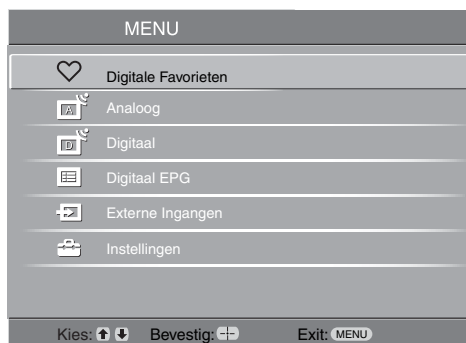 MENU
Digitale Favorieten
A Analoog
D Digitaal
Digitaal EPG
Externe Ingangen
Instellingen
Kies: Bevestig: Exit: MENU